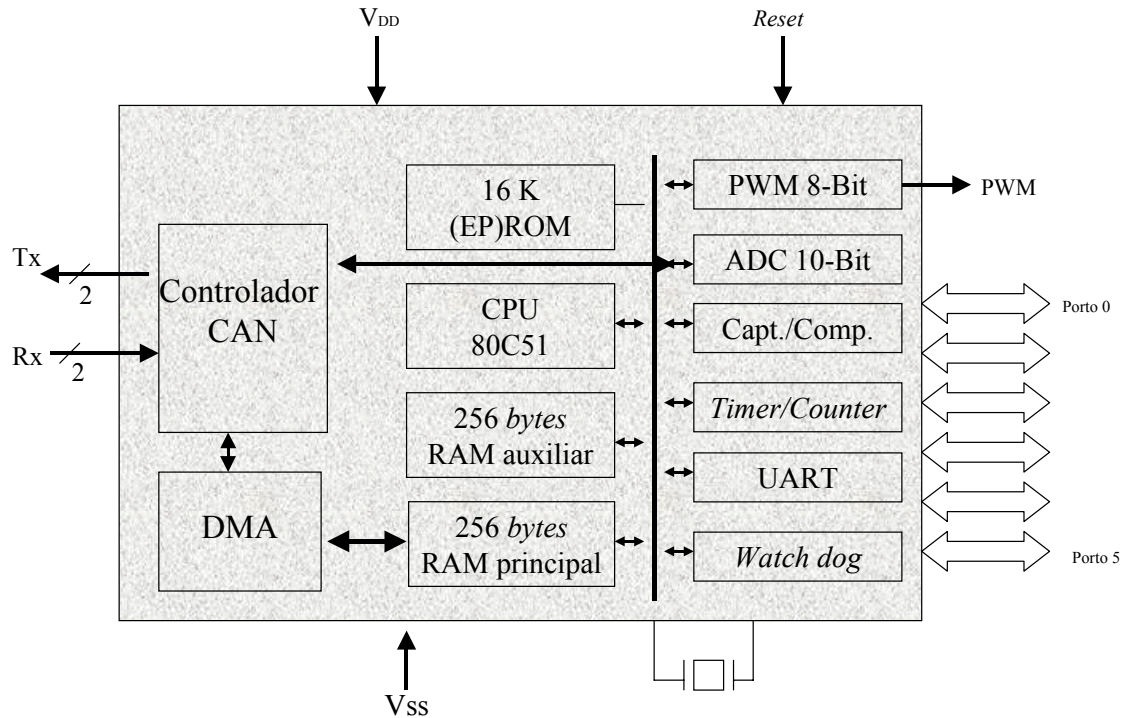 VDD
Reset
16 K
(EP)ROM
PWM 8-Bit
PWM
Tx
2
Controlador
CAN
ADC 10-Bit
Rx
2
CPU
80C51
Capt./Comp.
Porto 0
256 bytes
RAM auxiliar
Timer/Counter
UART
DMA
256 bytes
RAM principal
Watch dog
Porto 5
Vss